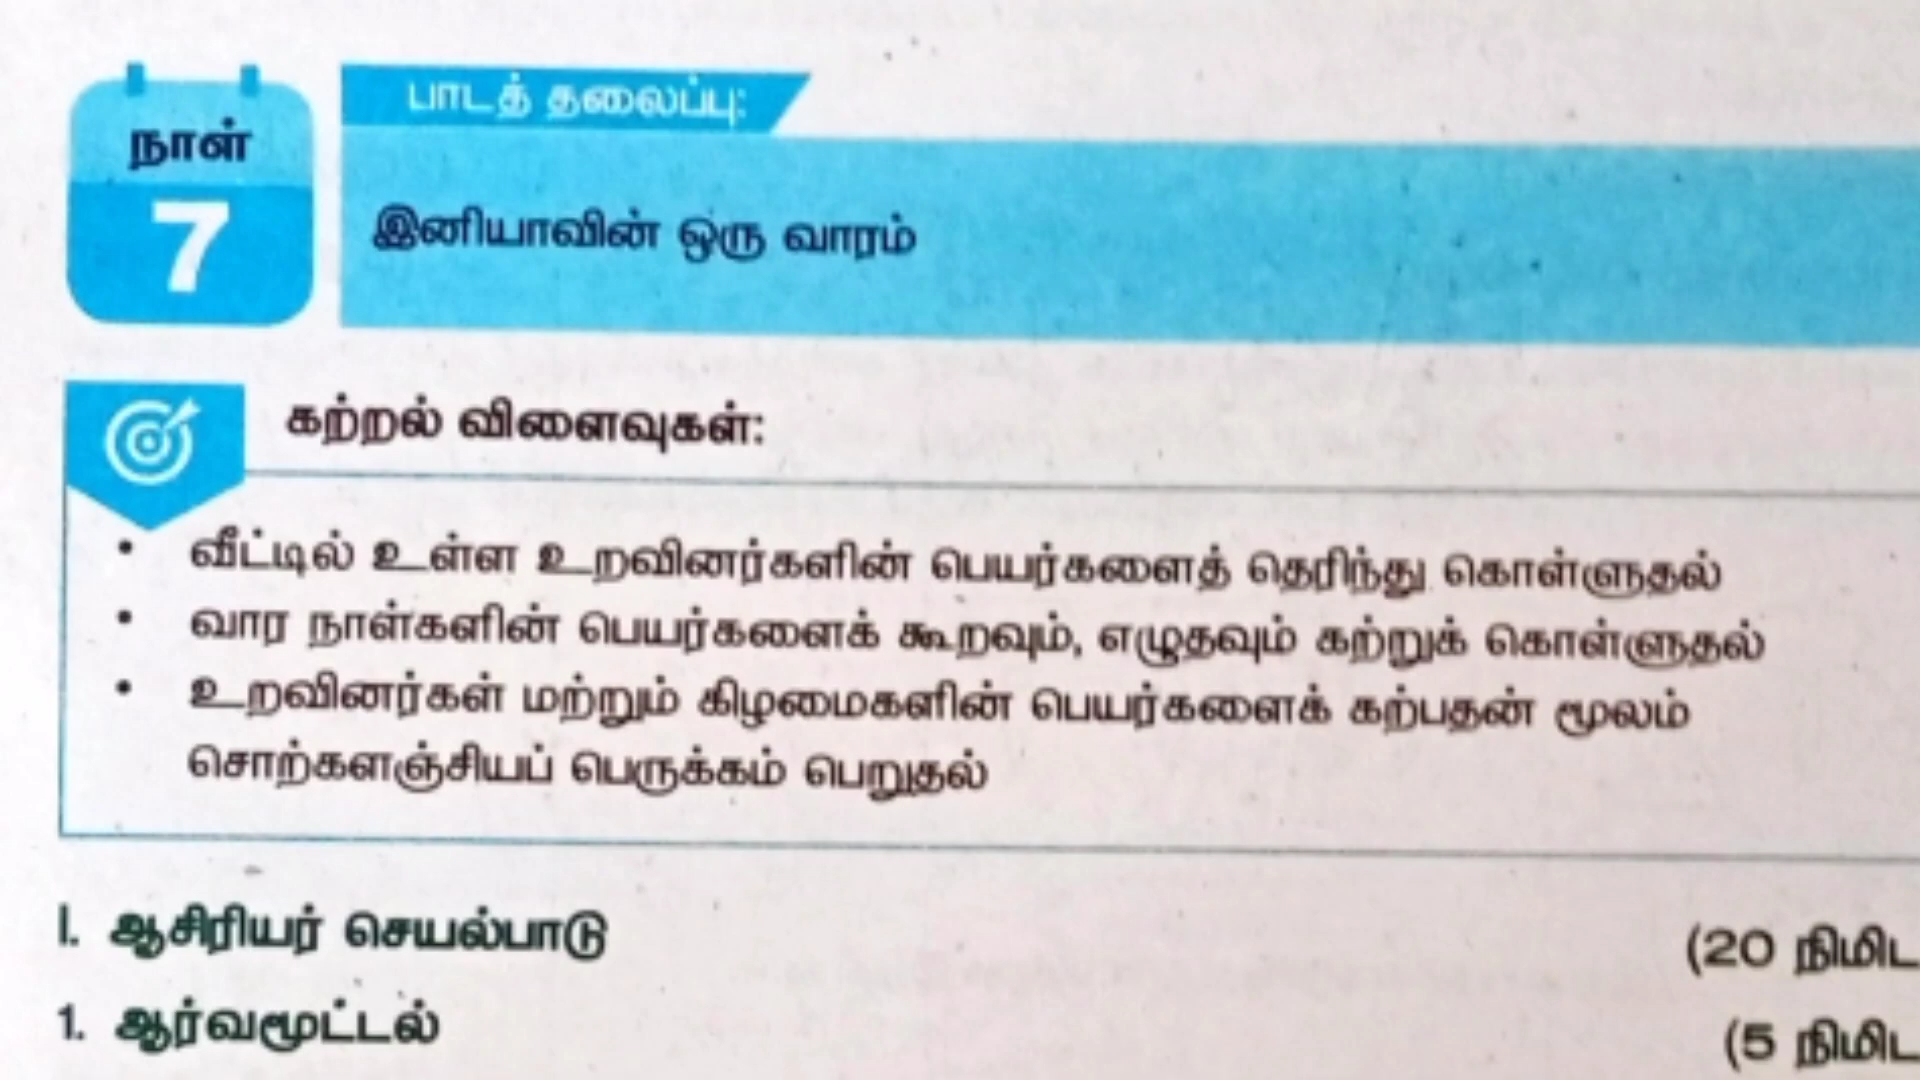 நாள்
7
பாடத் தலைப்பு:
இனியாவின் ஒரு வாரம்
கற்றல் விளைவுகள்:
• வீட்டில் உள்ள உறவினர்களின் பெயர்களைத் தெரிந்து கொள்ளுதல்
• வார நாள்களின் பெயர்களைக் கூறவும், எழுதவும் கற்றுக் கொள்ளுதல்
• உறவினர்கள் மற்றும் கிழமைகளின் பெயர்களைக் கற்பதன் மூலம்
சொற்களஞ்சியப் பெருக்கம் பெறுதல்
I. ஆசிரியர் செயல்பாடு (20 நிமிட
1. ஆர்வமூட்டல் (5 நிமிட